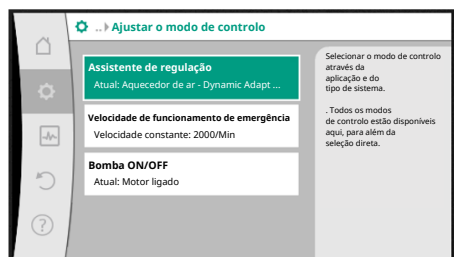 ..▸ Ajustar o modo de controlo
Assistente de regulação
Atual: Aquecedor de ar - Dynamic Adapt ...
Velocidade de funcionamento de emergência
Velocidade constante: 2000/Min
Bomba ON/OFF
Atual: Motor ligado
Selecionar o modo de controlo
através da
aplicação e do
tipo de sistema.
. Todos os modos
de controlo estão disponíveis
aqui, para além da
seleção direta.
?